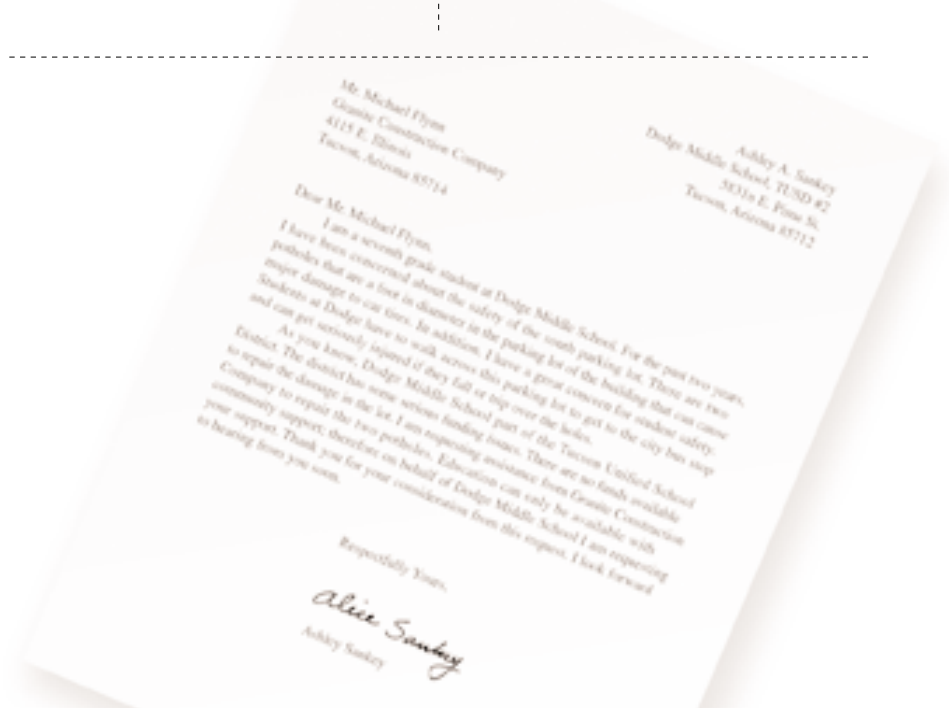 Mr. Michael Flynn
Granite Construction Company
4115 E. Illinois
Tucson, Arizona 85714
Ashley A. Sankey
Dodge Middle School, TUSD #2
E. Pima St.
Tucson, Arizona 85712
Dear Mr. Michael Flynn,
I am a seventh grade student at Dodge Middle School. For the past two years,
I have been concerned about the safety of the south parking lot. There are two
potholes that are a foot in diameter in the parking lot of the building that can cause
major damage to car tires. In addition, I have a great concern for student safety.
Students at Dodge have to walk across this parking lot to get to the city bus stop
and can get seriously injured if they fall or trip over the holes.
As you know, Dodge Middle School is part of the Tucson Unified School
District. The district has some serious funding issues. There are no funds available
to repair the damage in the lot. I am requesting assistance from Granite Construction
Company to repair the two potholes. Education can only be available with
community support; therefore on behalf of Dodge Middle School I am requesting
your support. Thank you for your consideration from this request. I look forward
to hearing from you soon.
Respectfully Yours,
Alice Sankey
Ashley Sankey